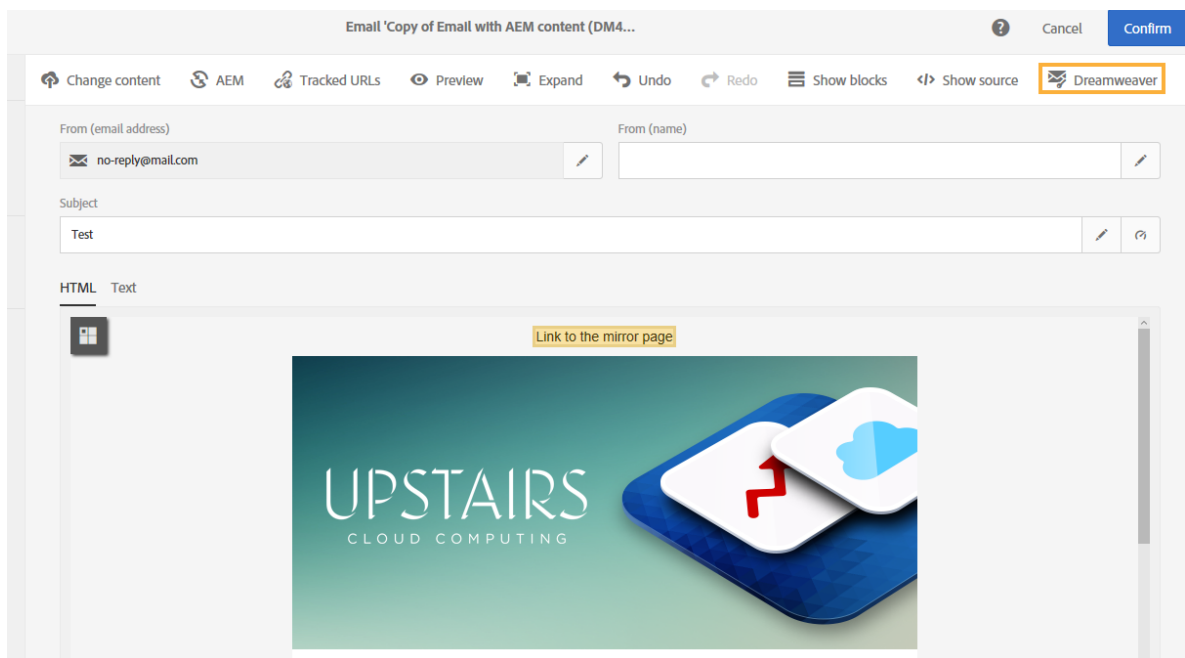 Email 'Copy of Email with AEM content (DM4...
? Cancel Confirm
Change content AEM Tracked URLs Preview Expand Undo Redo Show blocks </> Show source Dreamweaver
From (email address) From (name)
no-reply@mail.com
Subject
Test
HTML Text
Link to the mirror page
UPSTAIRS
CLOUD COMPUTING